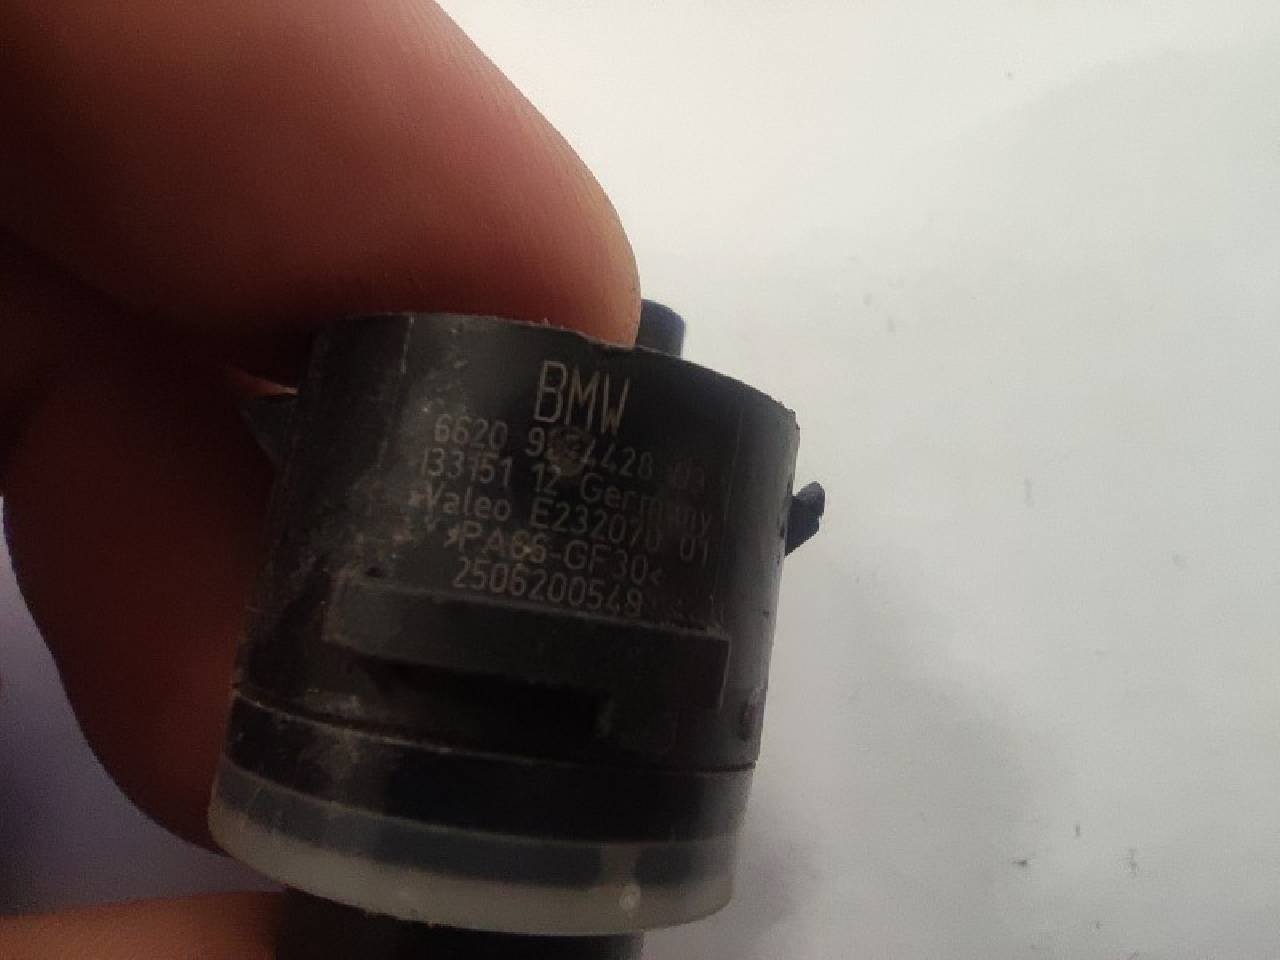 BMW
6620
133151 12 Germany
Valeo E232070 01
>PA66-GF30<
2506200549